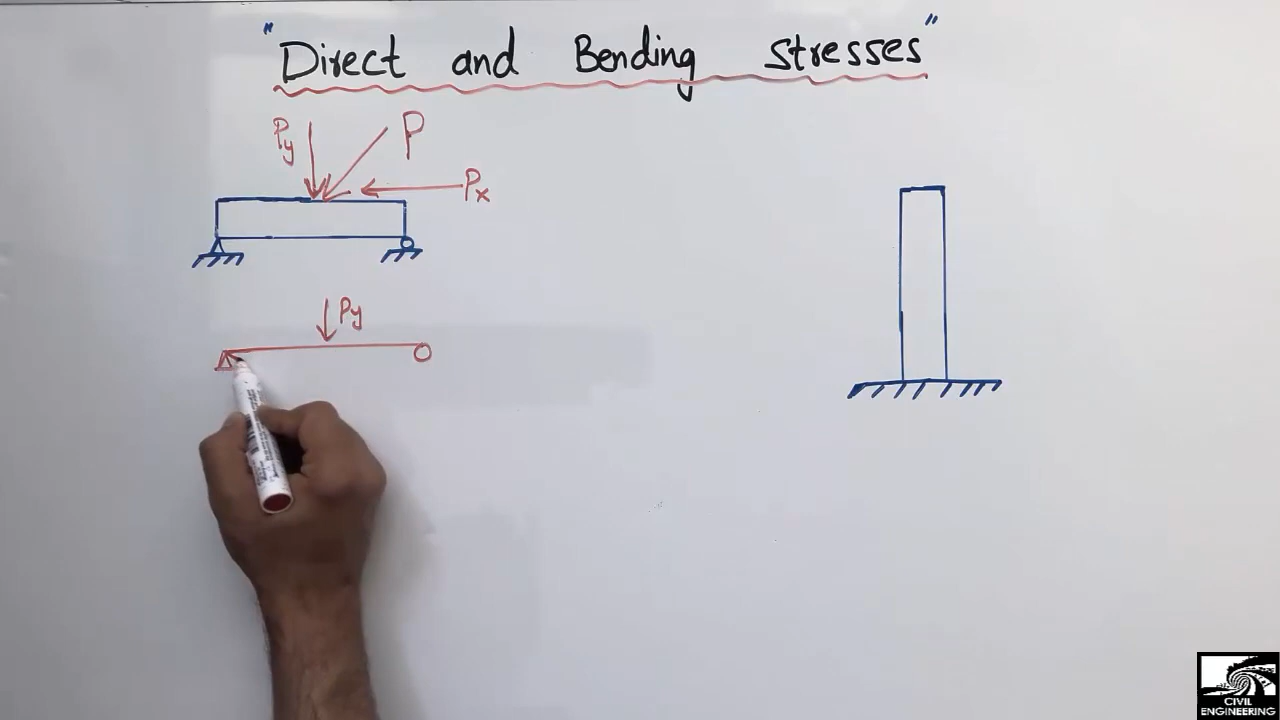 "Direct and Bending stresses"
Py
P
Px
Py
CIVIL
ENGINEERING